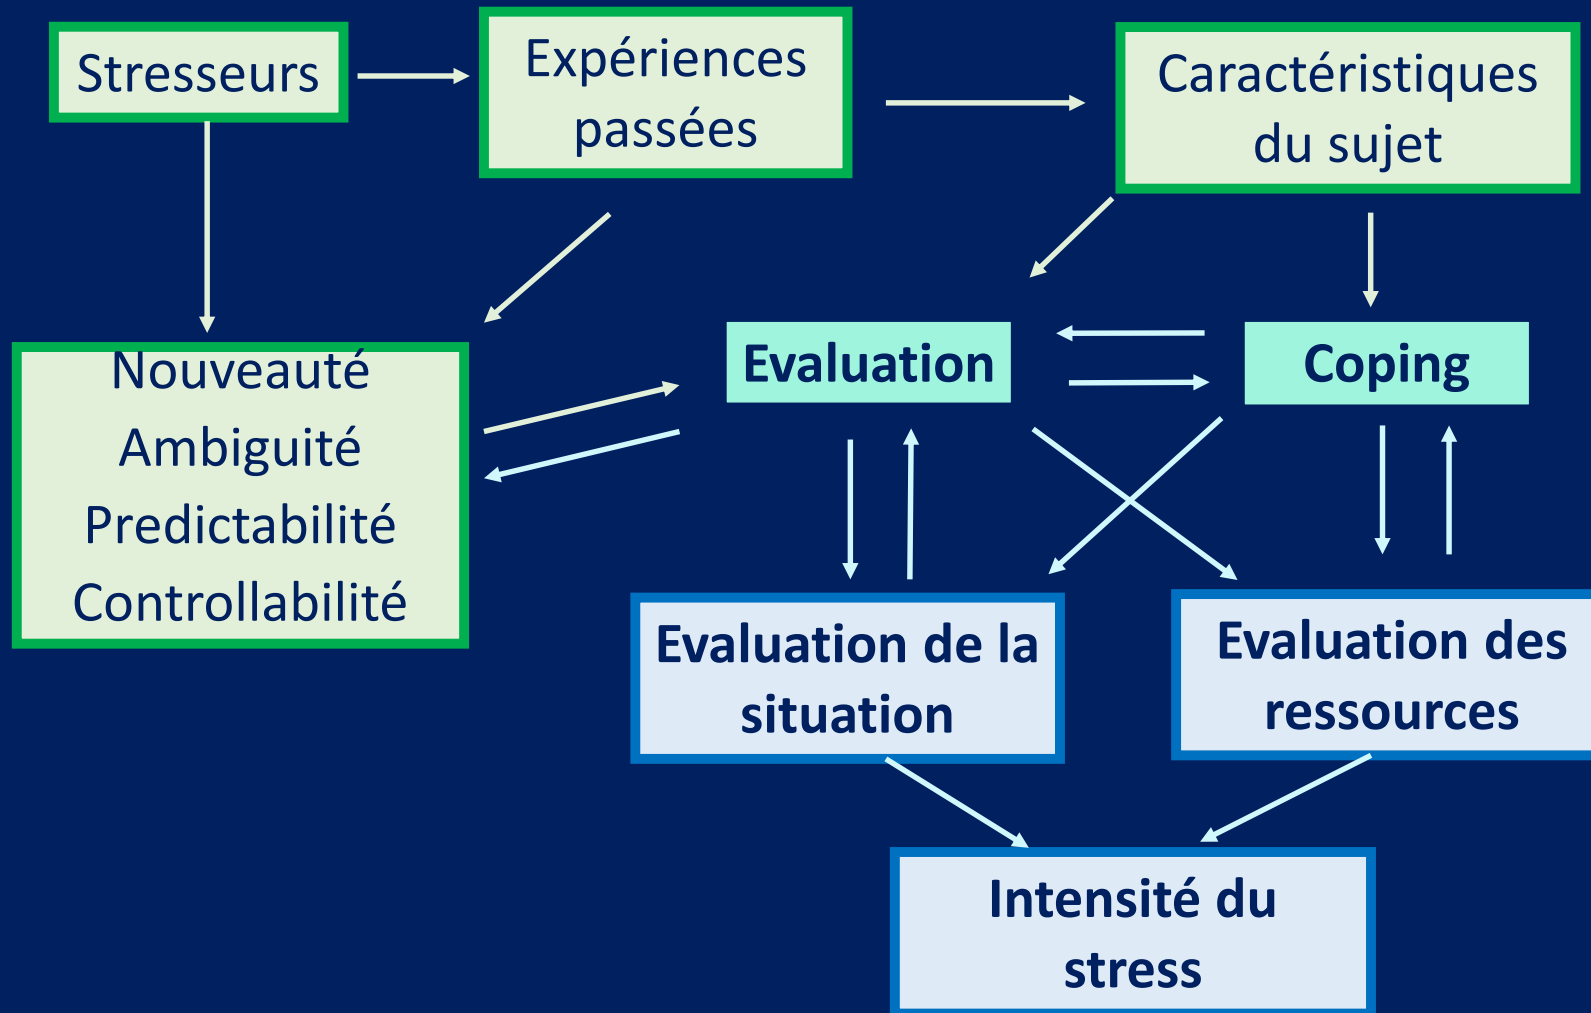 Stresseurs
Expériences
passées
Caractéristiques
du sujet
Nouveauté
Ambiguité
Predictabilité
Controllabilité
Evaluation
Coping
Evaluation de la
situation
Evaluation des
ressources
Intensité du
stress